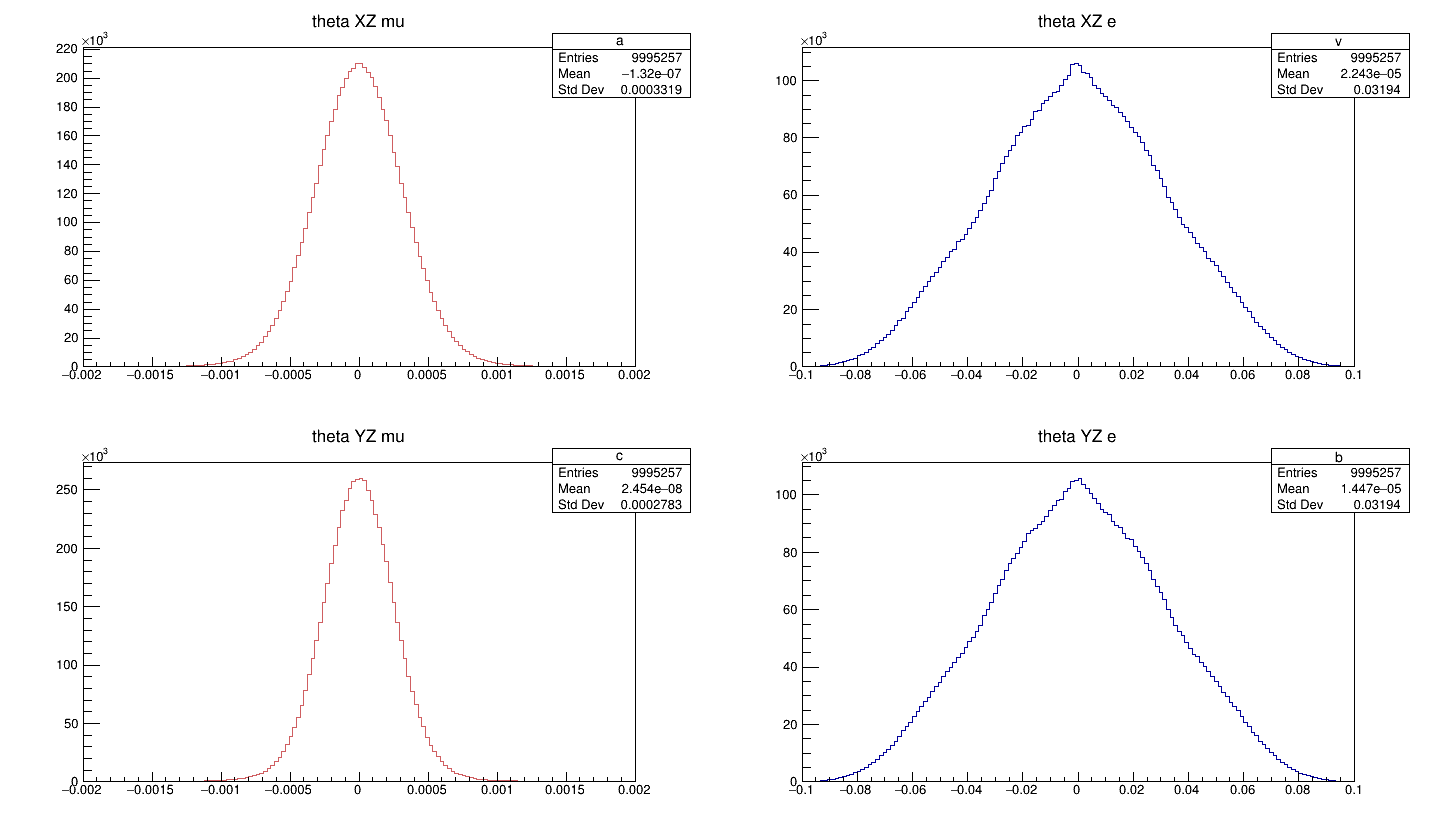 theta XZ mu
×10³
a
Entries 9995257
Mean −1.32e−07
Std Dev 0.0003319
220
200
180
160
140
120
100
80
60
40
20
0
−0.002 −0.0015 −0.001 −0.0005 0 0.0005 0.001 0.0015 0.002
theta XZ e
×10³
v
Entries 9995257
Mean 2.243e−05
Std Dev 0.03194
100
80
60
40
20
0
−0.1 −0.08 −0.06 −0.04 −0.02 0 0.02 0.04 0.06 0.08 0.1
theta YZ mu
×10³
c
Entries 9995257
Mean 2.454e−08
Std Dev 0.0002783
250
200
150
100
50
0
−0.002 −0.0015 −0.001 −0.0005 0 0.0005 0.001 0.0015 0.002
theta YZ e
×10³
b
Entries 9995257
Mean 1.447e−05
Std Dev 0.03194
100
80
60
40
20
0
−0.1 −0.08 −0.06 −0.04 −0.02 0 0.02 0.04 0.06 0.08 0.1